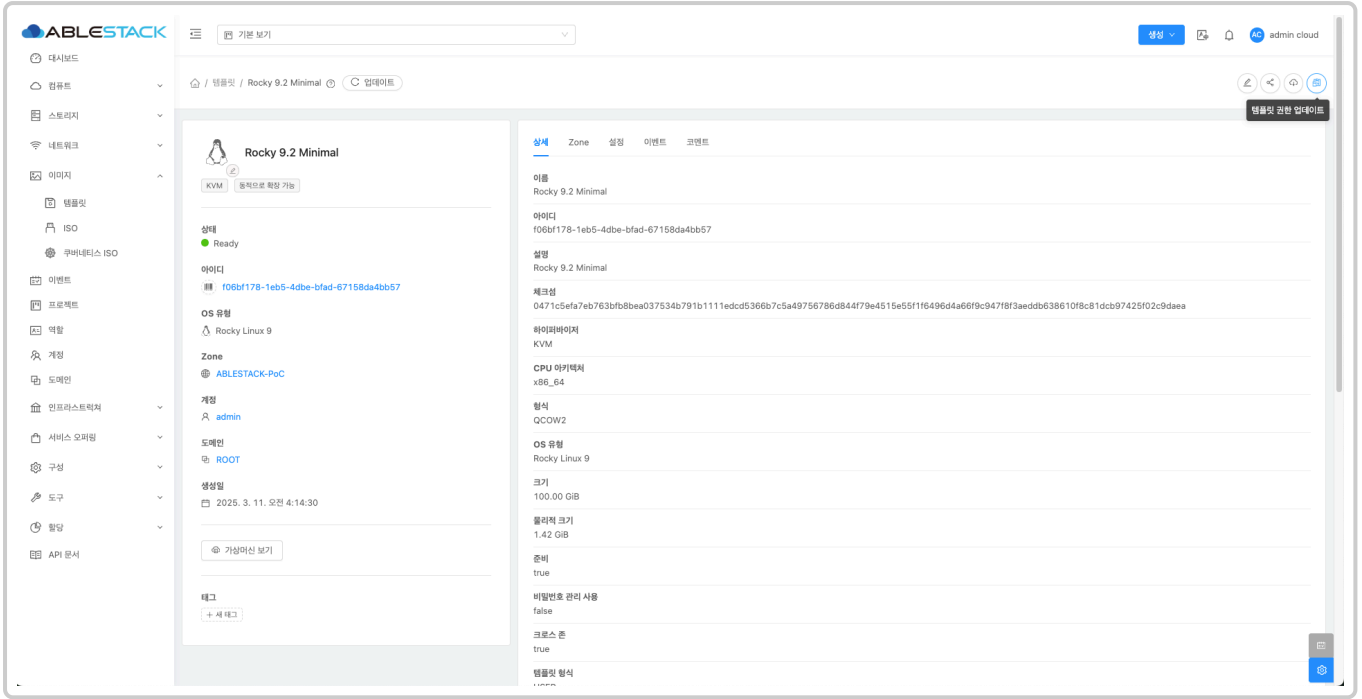 ABLESTACK
기본 보기
생성
AC admin cloud
대시보드
컴퓨트
스토리지
네트워크
이미지
템플릿
ISO
쿠버네티스 ISO
이벤트
프로젝트
역할
계정
도메인
인프라스트럭쳐
서비스 오퍼링
구성
도구
할당
API 문서
/ 템플릿 / Rocky 9.2 Minimal
업데이트
템플릿 권한 업데이트
Rocky 9.2 Minimal
KVM
동적으로 확장 가능
상태
Ready
아이디
f06bf178-1eb5-4dbe-bfad-67158da4bb57
OS 유형
Rocky Linux 9
Zone
ABLESTACK-PoC
계정
admin
도메인
ROOT
생성일
2025. 3. 11. 오전 4:14:30
가상머신 보기
태그
+ 새 태그
상세 Zone 설정 이벤트 코멘트
이름
Rocky 9.2 Minimal
아이디
f06bf178-1eb5-4dbe-bfad-67158da4bb57
설명
Rocky 9.2 Minimal
체크섬
0471c5efa7eb763bfb8bea037534b791b1111edcd5366b7c5a49756786d844f79e4515e55f1f6496d4a66f9c947f8f3aeddb638610f8c81dcb97425f02c9daea
하이퍼바이저
KVM
CPU 아키텍처
x86_64
형식
QCOW2
OS 유형
Rocky Linux 9
크기
100.00 GiB
물리적 크기
1.42 GiB
준비
true
비밀번호 관리 사용
false
크로스 존
true
템플릿 형식
USER